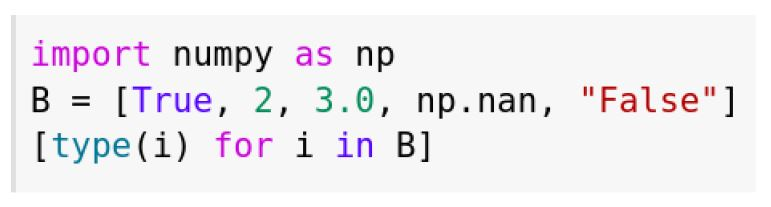 import numpy as np
B = [True, 2, 3.0, np.nan, "False"]
[type(i) for i in B]